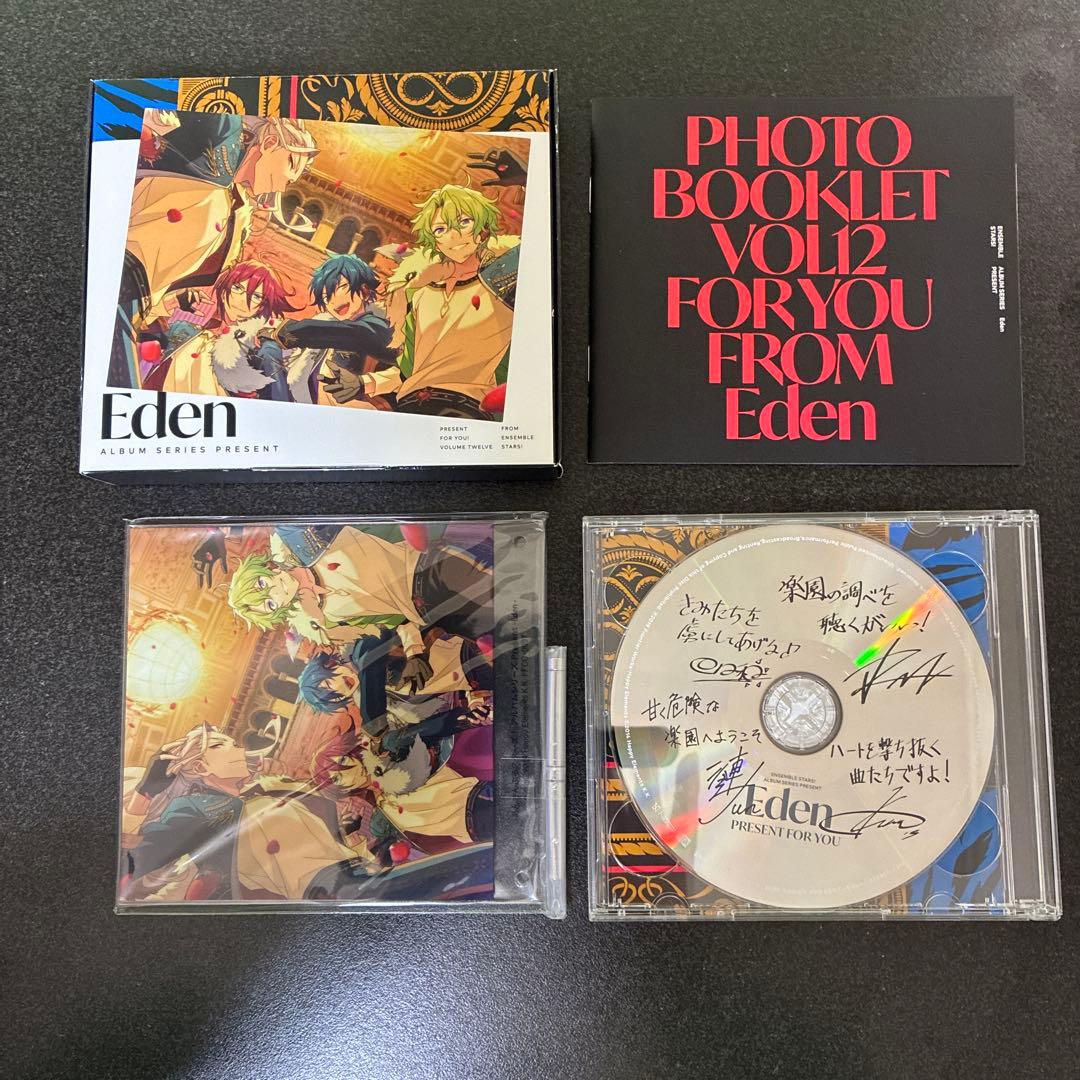 Eden
ALBUM SERIES PRESENT
PRESENT
FOR YOU!
VOLUME TWELVE
FROM
ENSEMBLE
STARS!
PHOTO
BOOKLET
VOL12
FOR YOU
FROM
Eden
ENSEMBLE
STARS!
ALBUM SERIES
PRESENT
Eden
楽園の調べを
聴くがいい!
きみたちを
虜にしてあげる♪
甘く危険な
楽園へようこそ
漣Jun
ハートを撃ち抜く
曲たちですよ!
ENSEMBLE STARS!
ALBUM SERIES PRESENT
Eden
PRESENT FOR YOU